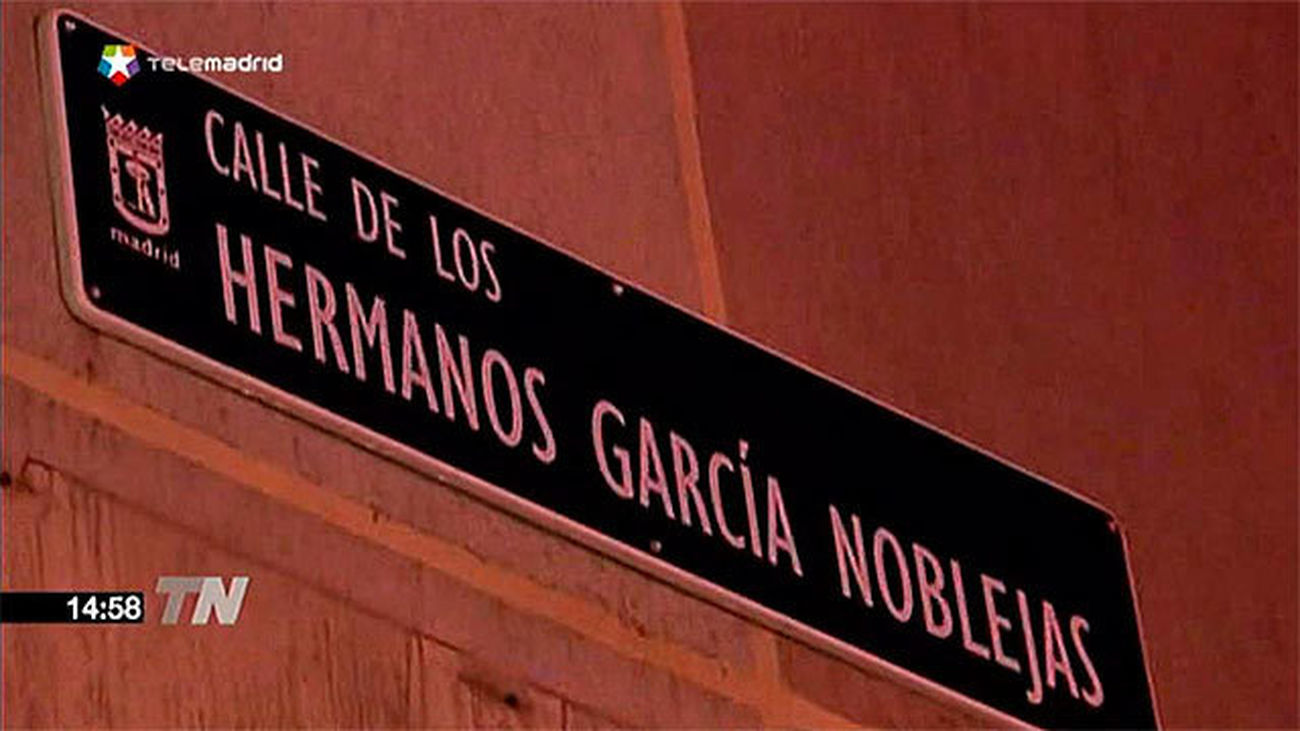 TELEMADRID
CALLE DE LOS
HERMANOS GARCÍA NOBLEJAS
madrid
14:58 TN